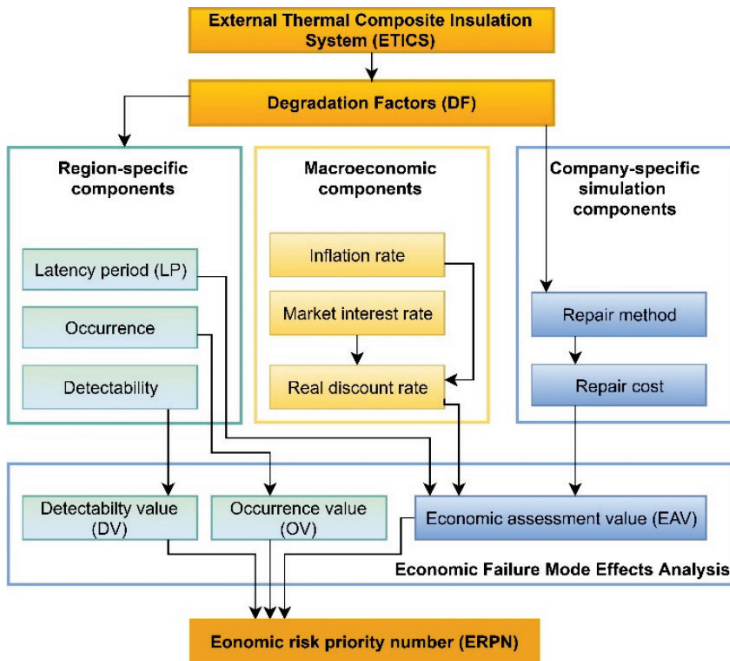 External Thermal Composite Insulation
System (ETICS)
Degradation Factors (DF)
Region-specific
components
Latency period (LP)
Occurrence
Detectability
Macroeconomic
components
Inflation rate
Market interest rate
Real discount rate
Company-specific
simulation
components
Repair method
Repair cost
Detectabilty value
(DV)
Occurrence value
(OV)
Economic assessment value (EAV)
Economic Failure Mode Effects Analysis
Eonomic risk priority number (ERPN)